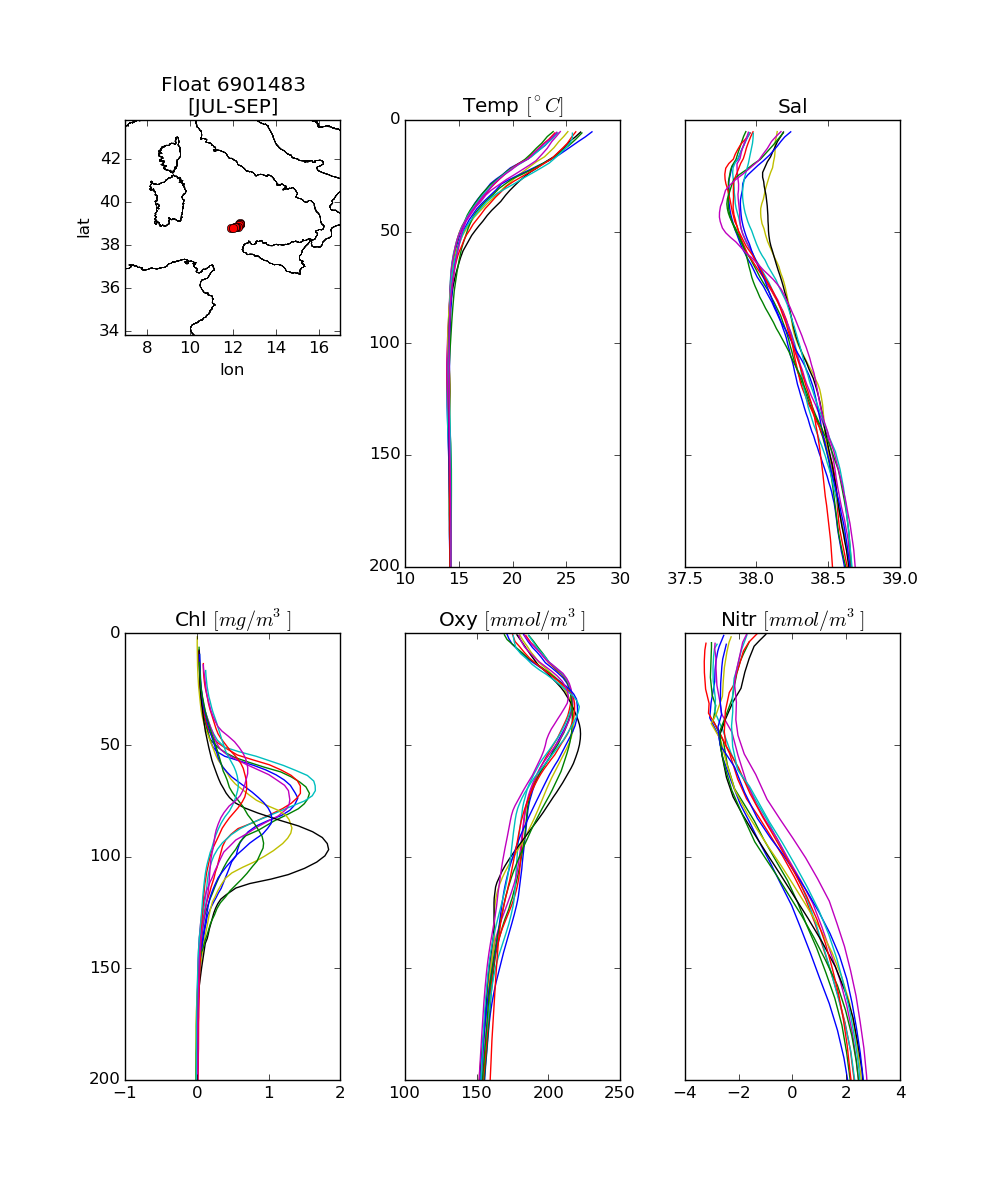 Float 6901483
[JUL-SEP]
42
40
38
36
34
8 10 12 14 16
lat
lon
Temp [°C]
0
50
100
150
200
10 15 20 25 30
Sal
37.5 38.0 38.5 39.0
Chl [mg/m³]
0
50
100
150
200
−1 0 1 2
Oxy [mmol/m³]
100 150 200 250
Nitr [mmol/m³]
−4 −2 0 2 4